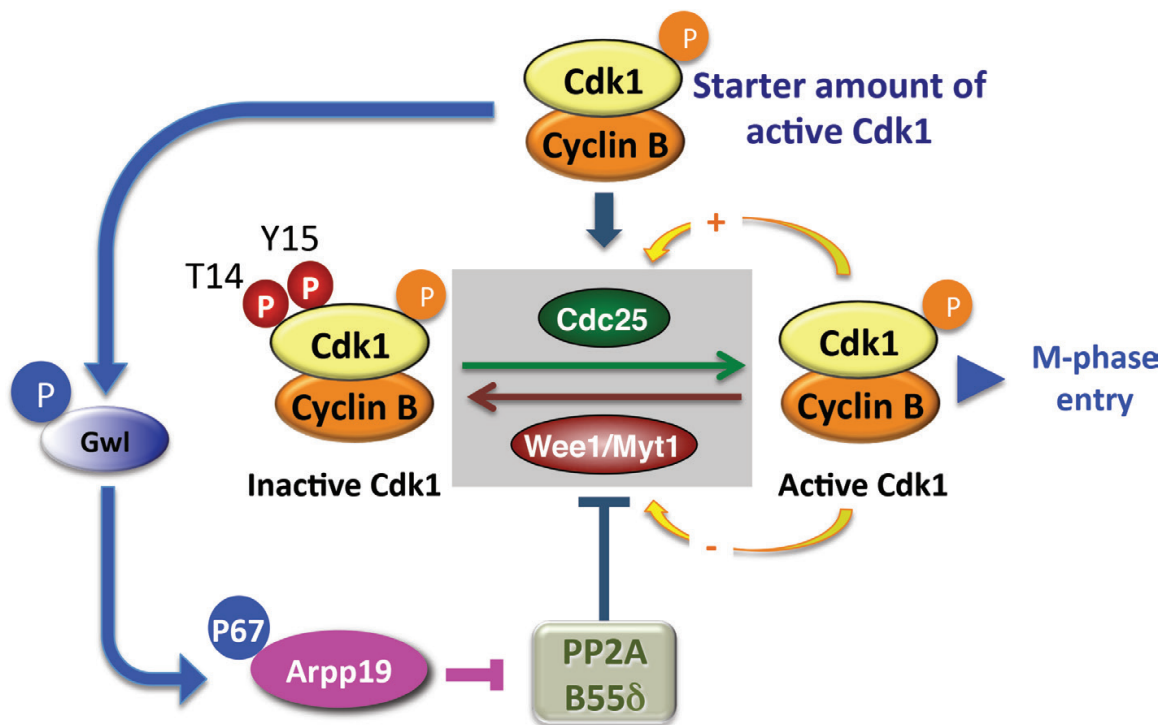 P
Cdk1
Cyclin B
Starter amount of
active Cdk1
+
Y15
T14
P
P
P
Cdk1
Cyclin B
Inactive Cdk1
Cdc25
Wee1/Myt1
P
Cdk1
Cyclin B
Active Cdk1
M-phase
entry
-
P
Gwl
P67
Arpp19
PP2A
B55δ